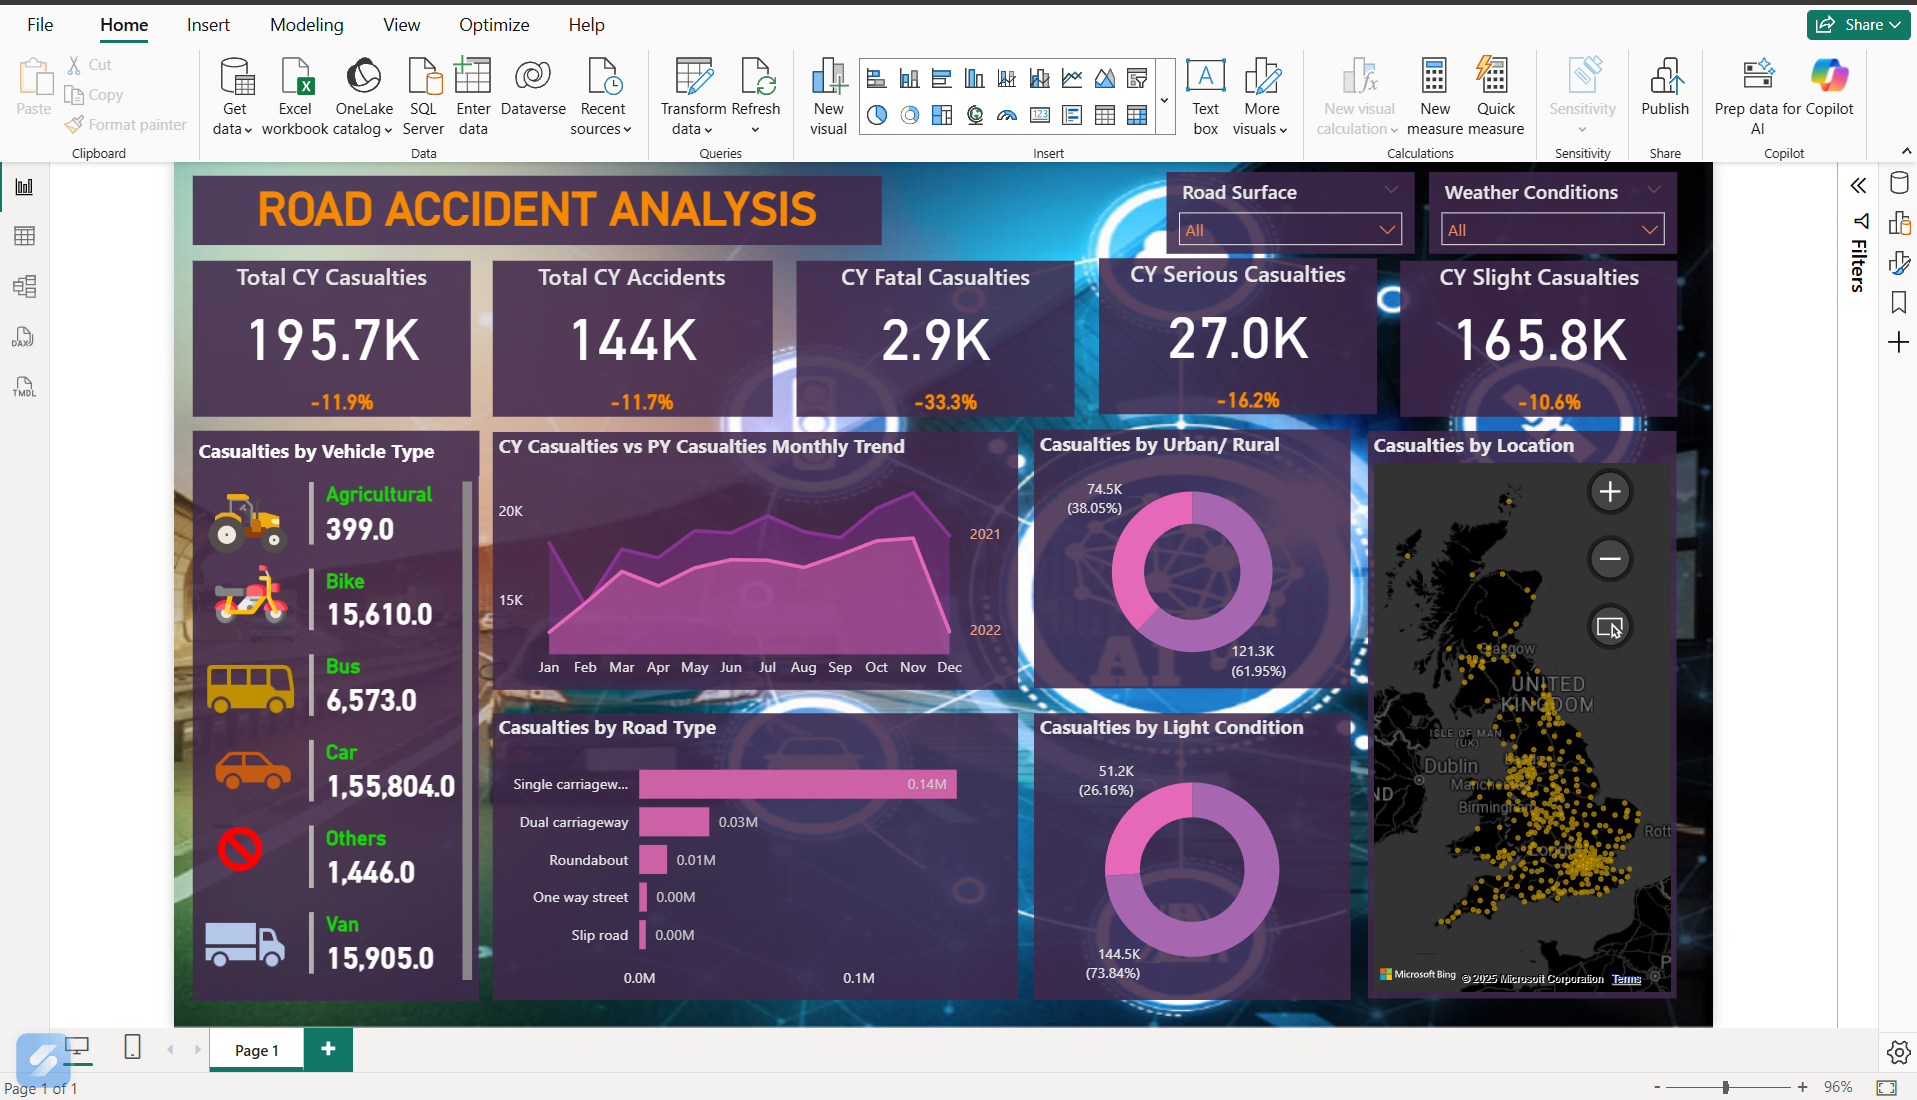 File Home Insert Modeling View Optimize Help
Share
Paste
Cut
Copy
Format painter
Clipboard
Get data
Excel workbook
OneLake catalog
SQL Server
Enter data
Dataverse
Recent sources
Data
Transform data
Refresh
Queries
New visual
Text box
More visuals
Insert
New visual calculation
New measure
Quick measure
Calculations
Sensitivity
Sensitivity
Publish
Share
Prep data for AI
Copilot
Copilot
DAX
TMDL
Filters
ROAD ACCIDENT ANALYSIS
Road Surface
All
Weather Conditions
All
Total CY Casualties
195.7K
-11.9%
Total CY Accidents
144K
-11.7%
CY Fatal Casualties
2.9K
-33.3%
CY Serious Casualties
27.0K
-16.2%
CY Slight Casualties
165.8K
-10.6%
Casualties by Vehicle Type
Agricultural
399.0
Bike
15,610.0
Bus
6,573.0
Car
1,55,804.0
Others
1,446.0
Van
15,905.0
CY Casualties vs PY Casualties Monthly Trend
20K
15K
2021
2022
Jan Feb Mar Apr May Jun Jul Aug Sep Oct Nov Dec
Casualties by Urban/ Rural
74.5K
(38.05%)
121.3K
(61.95%)
Casualties by Road Type
Single carriagew... 0.14M
Dual carriageway 0.03M
Roundabout 0.01M
One way street 0.00M
Slip road 0.00M
0.0M 0.1M
Casualties by Light Condition
51.2K
(26.16%)
144.5K
(73.84%)
Casualties by Location
Glasgow
UNITED
KINGDOM
ISLE OF MAN
(UK)
Dublin
Birmingham
Rott
Microsoft Bing
© 2025 Microsoft Corporation Terms
Page 1
Page 1 of 1
- + 96%